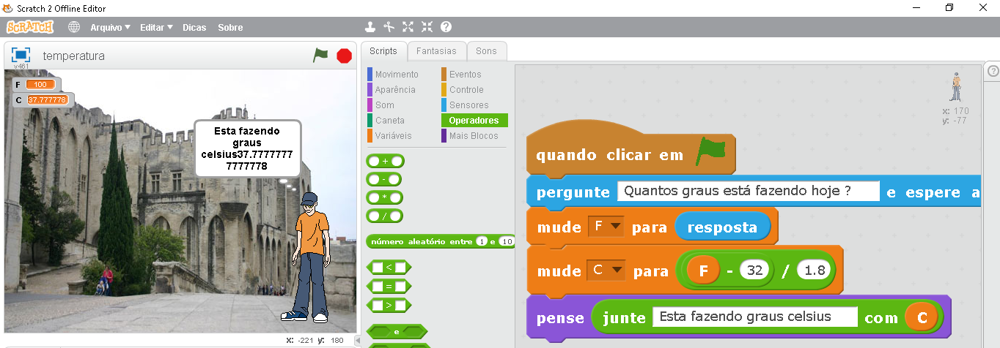 Scratch 2 Offline Editor
SCRATCH Arquivo Editar Dicas Sobre
temperatura
v461
F 100
C 37.777778
Esta fazendo
graus
celsius37.7777777
7777778
x: -221 y: 180
Scripts Fantasias Sons
Movimento Eventos
Aparência Controle
Som Sensores
Caneta Operadores
Variáveis Mais Blocos
+
-
*
/
número aleatório entre 1 e 10
<
=
>
e
x: 170
y: -77
quando clicar em
pergunte Quantos graus está fazendo hoje ? e espere a
mude F para resposta
mude C para F - 32 / 1.8
pense junte Esta fazendo graus celsius com C